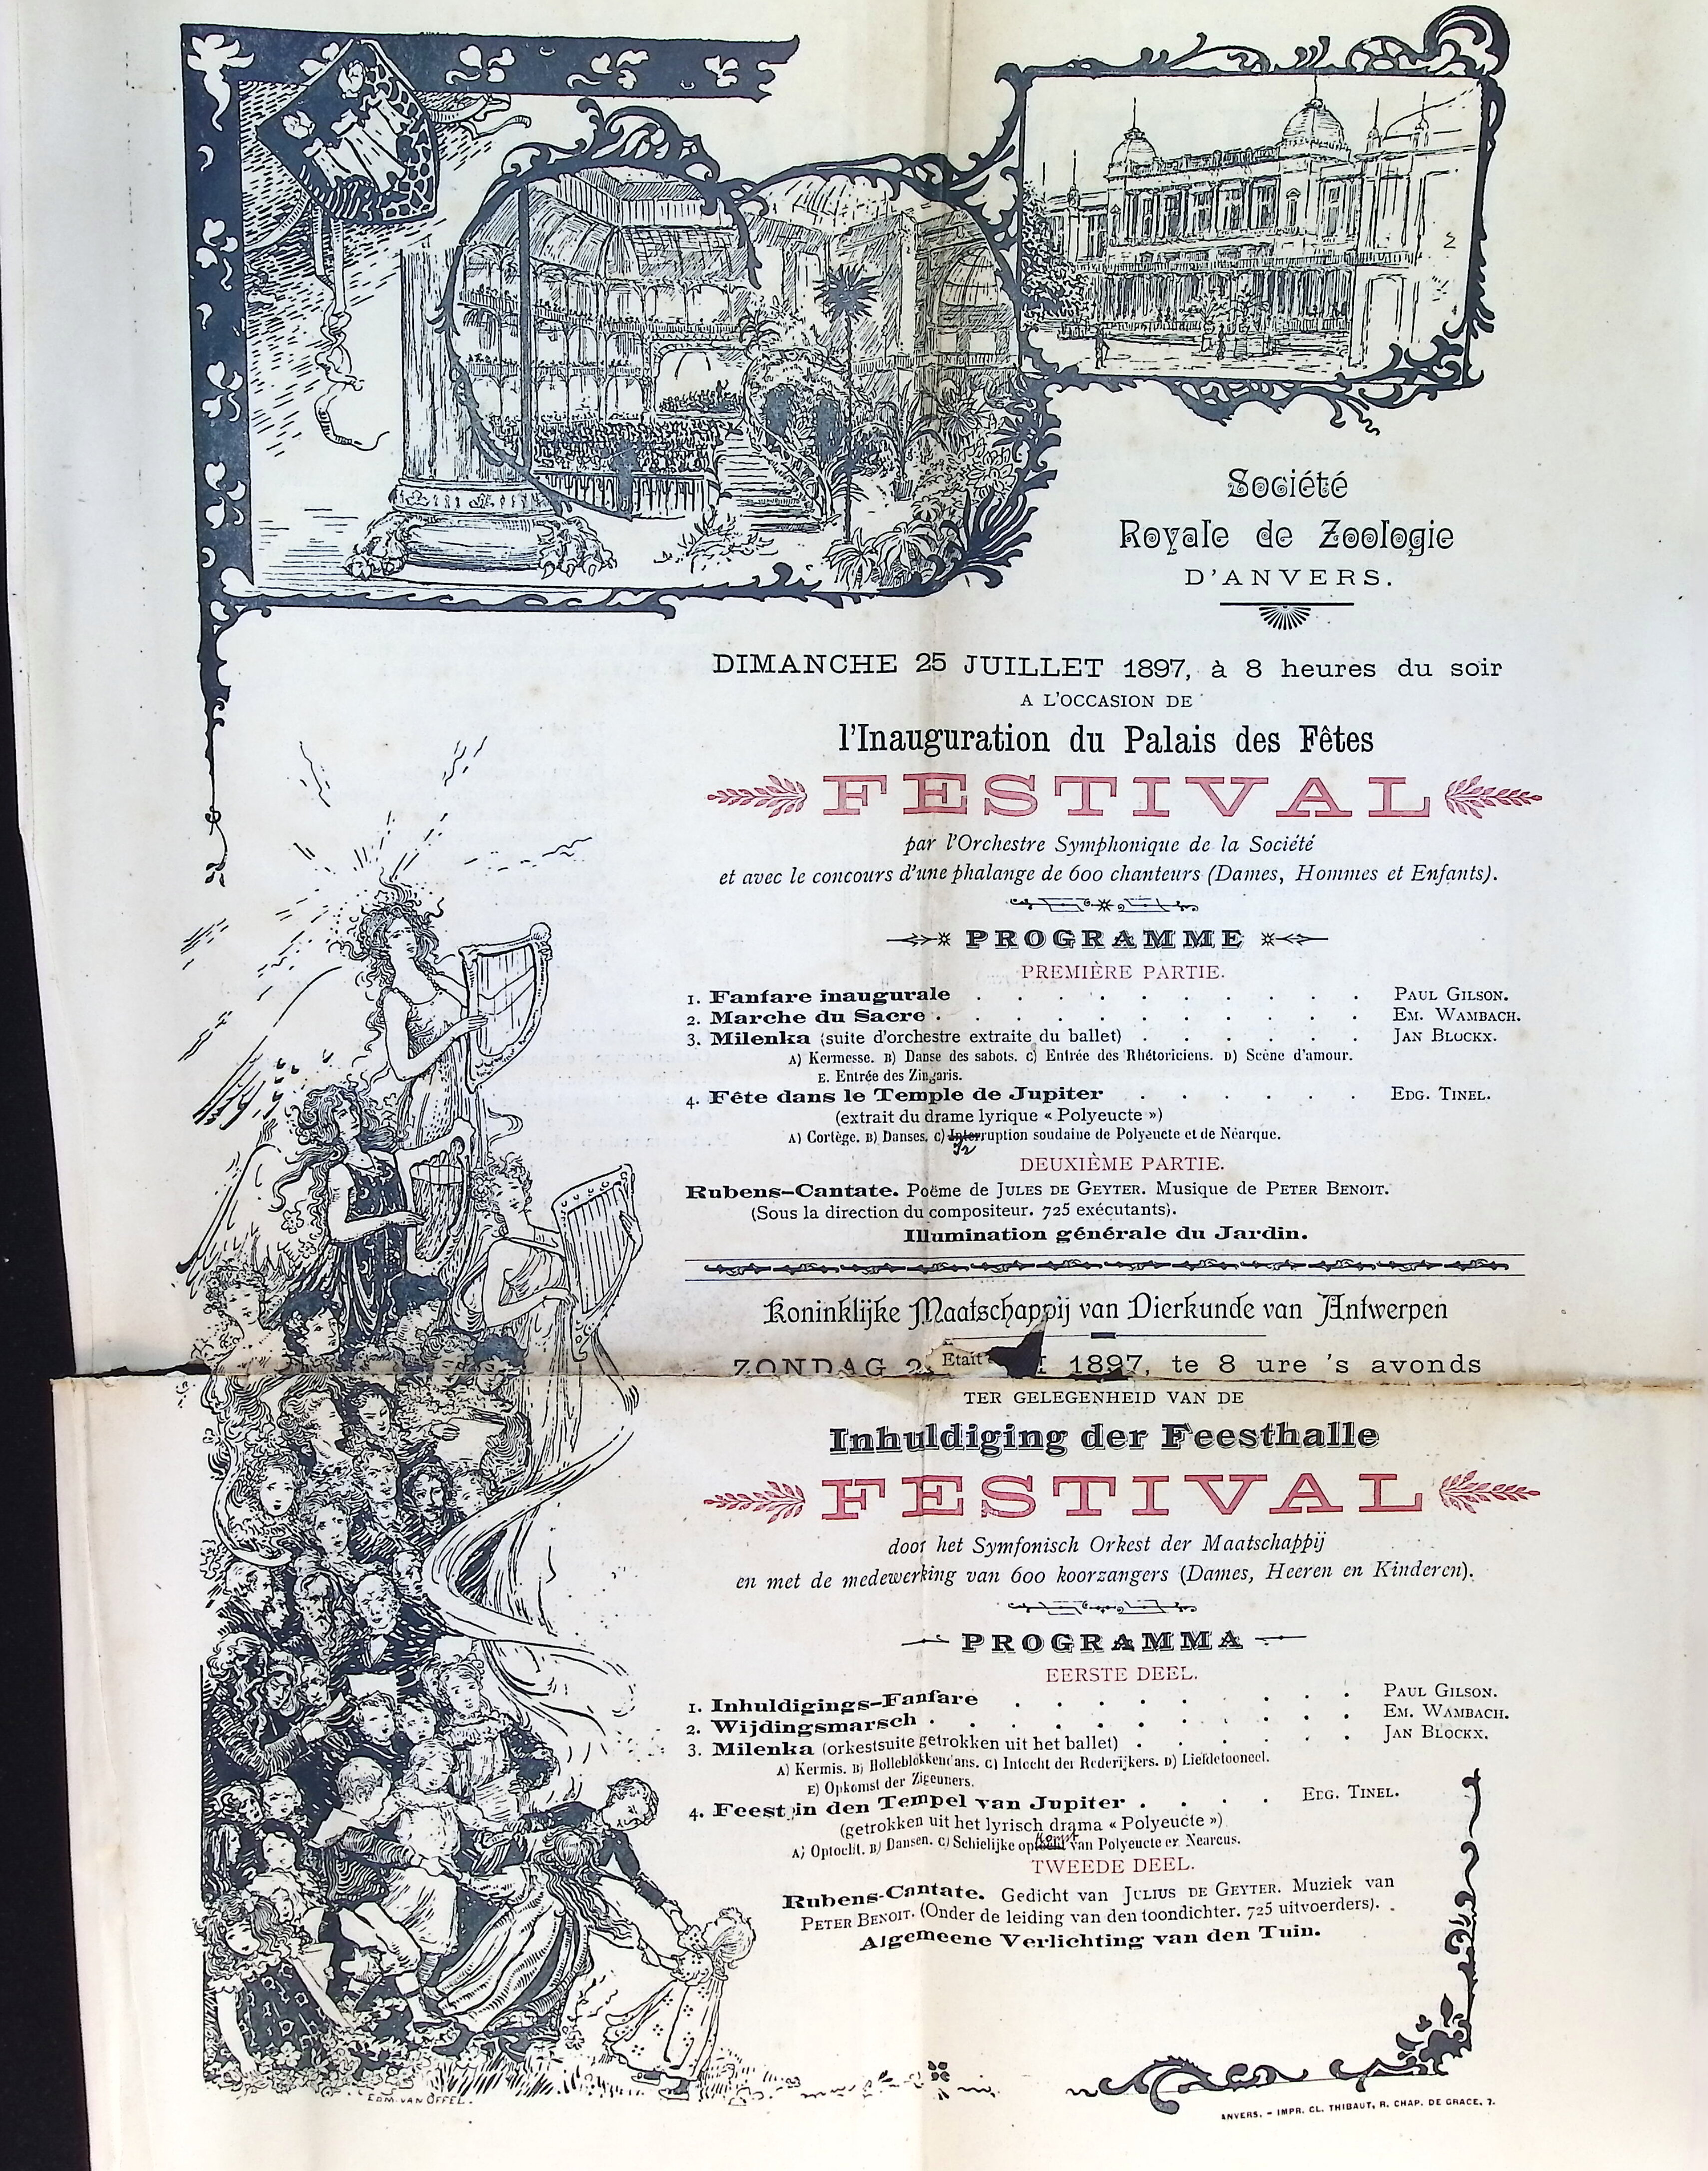 Société
Royale de Zoologie
D'ANVERS.
DIMANCHE 25 JUILLET 1897, à 8 heures du soir
A L'OCCASION DE
l'Inauguration du Palais des Fêtes
FESTIVAL
par l'Orchestre Symphonique de la Société
et avec le concours d'une phalange de 600 chanteurs (Dames, Hommes et Enfants).
PROGRAMME
PREMIÈRE PARTIE.
1. Fanfare inaugurale . . . . . . . . . . . PAUL GILSON.
2. Marche du Sacre . . . . . . . . . . . EM. WAMBACH.
3. Milenka (suite d'orchestre extraite du ballet) . . . . . . JAN BLOCKX.
A) Kermesse. B) Danse des sabots. C) Entrée des Rhétoriciens. D) Scène d'amour.
E. Entrée des Zingaris.
4. Fête dans le Temple de Jupiter . . . . . . EDG. TINEL.
(extrait du drame lyrique « Polyeucte »)
A) Cortège. B) Danses. C) Interruption soudaine de Polyeucte et de Néarque.
DEUXIÈME PARTIE.
Rubens-Cantate. Poëme de JULES DE GEYTER. Musique de PETER BENOIT.
(Sous la direction du compositeur. 725 exécutants).
Illumination générale du Jardin.
Koninklijke Maatschappij van Dierkunde van Antwerpen
ZONDAG 2 Etait 1897, te 8 ure 's avonds
TER GELEGENHEID VAN DE
Inhuldiging der Feesthalle
FESTIVAL
door het Symfonisch Orkest der Maatschappij
en met de medewerking van 600 koorzangers (Dames, Heeren en Kinderen).
PROGRAMMA
EERSTE DEEL.
1. Inhuldigings-Fanfare . . . . . . . . . PAUL GILSON.
2. Wijdingsmarsch . . . . . . . . . . . EM. WAMBACH.
3. Milenka (orkestsuite getrokken uit het ballet) . . . . . . JAN BLOCKX.
A) Kermis. B) Holleblokkendans. C) Intocht der Rederijkers. D) Liefdetooneel.
E) Opkomst der Zigeuners.
4. Feest in den Tempel van Jupiter . . . . EDG. TINEL.
(getrokken uit het lyrisch drama « Polyeucte »)
A) Optocht. B) Dansen. C) Schielijke van Polyeucte en Nearcus.
TWEEDE DEEL.
Rubens-Cantate. Gedicht van JULIUS DE GEYTER. Muziek van
PETER BENOIT. (Onder de leiding van den toondichter. 725 uitvoerders).
Algemeene Verlichting van den Tuin.
EDM. VAN OFFEL.
ANVERS. – IMPR. CL. THIBAUT, R. CHAP. DE GRACE, 7.